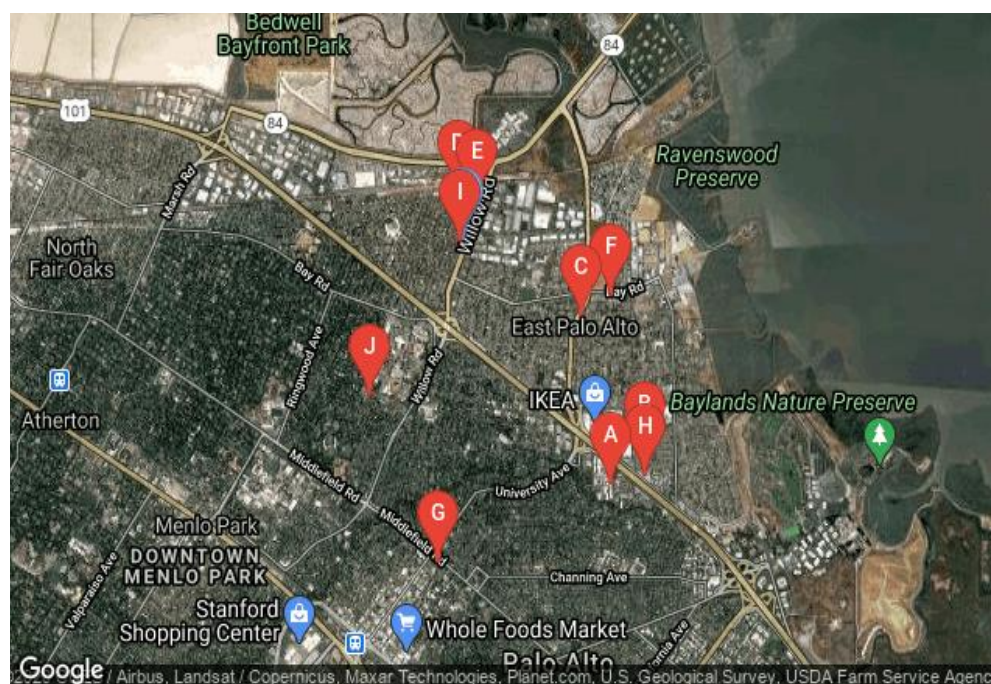 Bedwell
Bayfront Park
84
101
84
Ravenswood
Preserve
Marsh Rd
D
E
I
Willow Rd
North
Fair Oaks
Bay Rd
F
C
Bay Rd
East Palo Alto
J
Ringwood Ave
Willow Rd
IKEA
B
Baylands Nature Preserve
Atherton
A
H
Middlefield Rd
University Ave
G
Middlefield Rd
Menlo Park
DOWNTOWN
MENLO PARK
Valparaiso Ave
Channing Ave
Stanford
Shopping Center
Whole Foods Market
Palo Alto
Google
/ Airbus, Landsat / Copernicus, Maxar Technologies, Planet.com, U.S. Geological Survey, USDA Farm Service Agenc